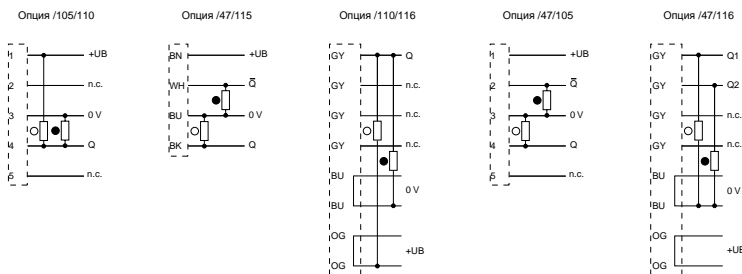 Опция /105/110
1 +UB
2 n.c.
3 0 V
4 Q
5 n.c.
Опция /47/115
BN +UB
WH Q̅
BU 0 V
BK Q
Опция /110/116
GY Q
GY n.c.
GY n.c.
GY n.c.
BU
0 V
BU
OG
+UB
OG
Опция /47/105
1 +UB
2 Q̅
3 0 V
4 Q
5 n.c.
Опция /47/116
GY Q1
GY Q2
GY n.c.
GY n.c.
BU
0 V
BU
OG
+UB
OG